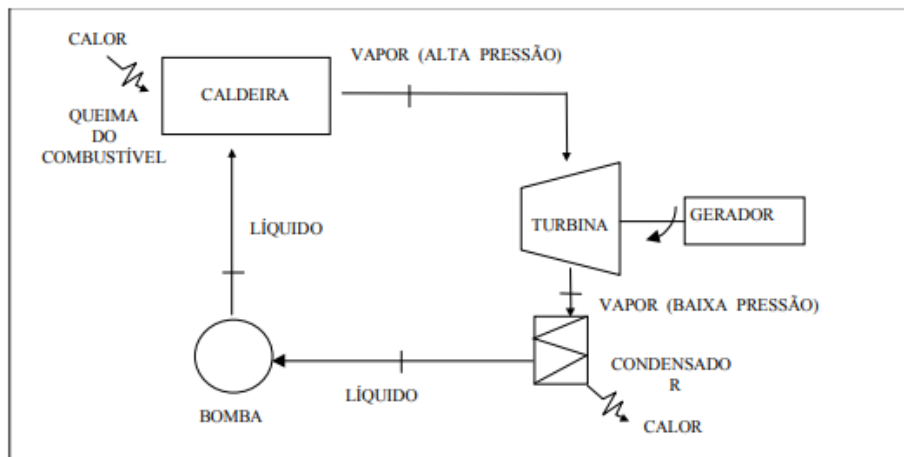 CALOR
VAPOR (ALTA PRESSÃO)
CALDEIRA
QUEIMA
DO
COMBUSTÍVEL
TURBINA
GERADOR
LÍQUIDO
VAPOR (BAIXA PRESSÃO)
CONDENSADO
R
LÍQUIDO
BOMBA
CALOR